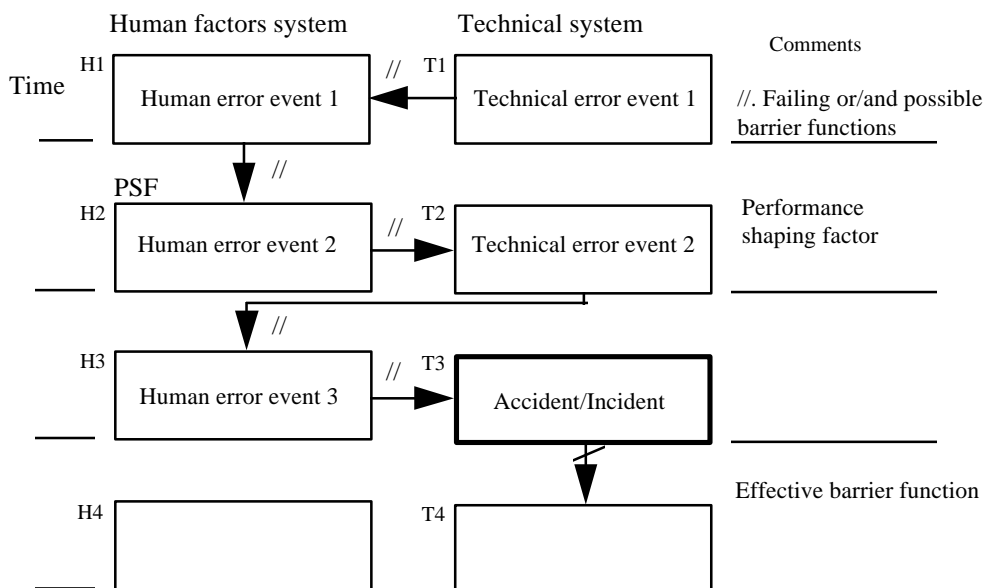 Human factors system
Technical system
Comments
Time
H1
Human error event 1
//
T1
Technical error event 1
//. Failing or/and possible
barrier functions
//
PSF
H2
Human error event 2
//
T2
Technical error event 2
Performance
shaping factor
//
H3
Human error event 3
//
T3
Accident/Incident
Effective barrier function
H4
T4